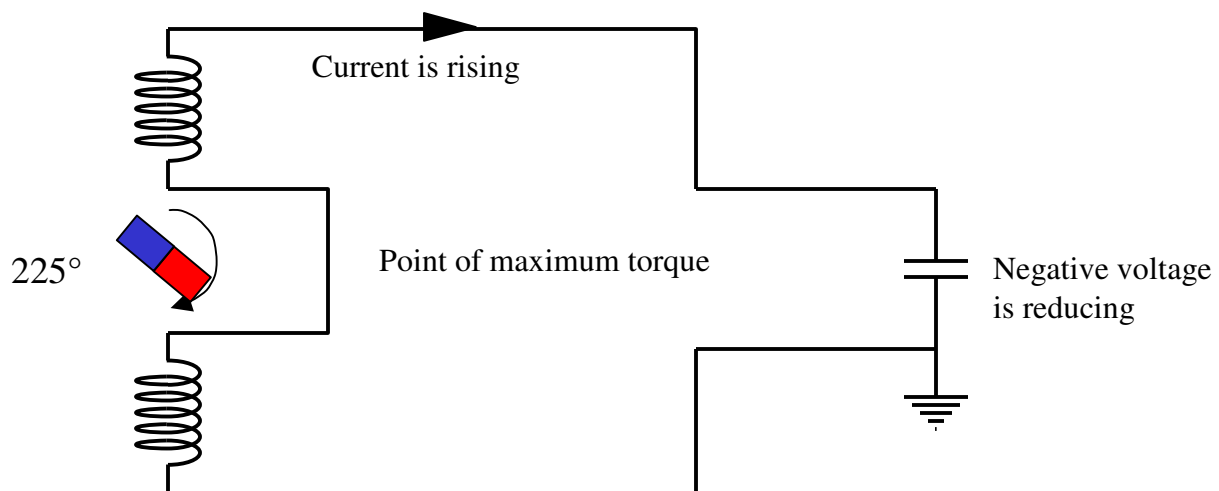 Current is rising
225°
Point of maximum torque
Negative voltage
is reducing